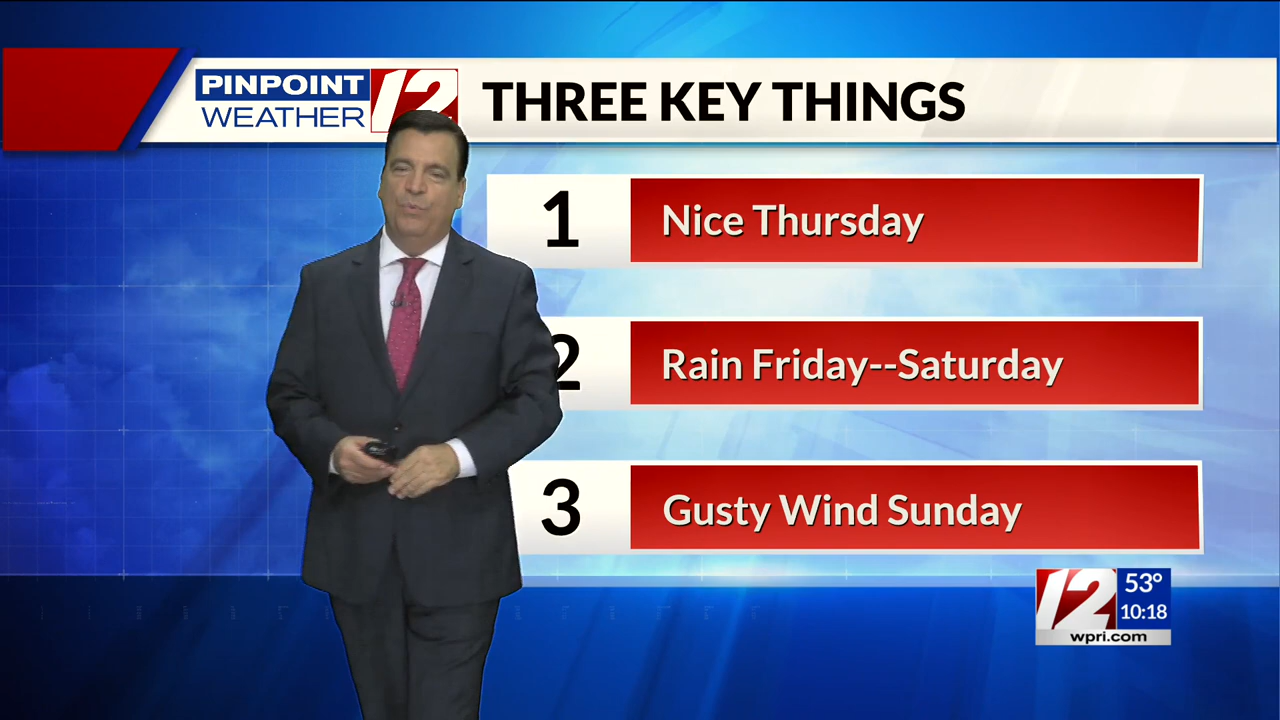 PINPOINT
WEATHER 12
THREE KEY THINGS
1 Nice Thursday
2 Rain Friday--Saturday
3 Gusty Wind Sunday
12 53°
10:18
wpri.com